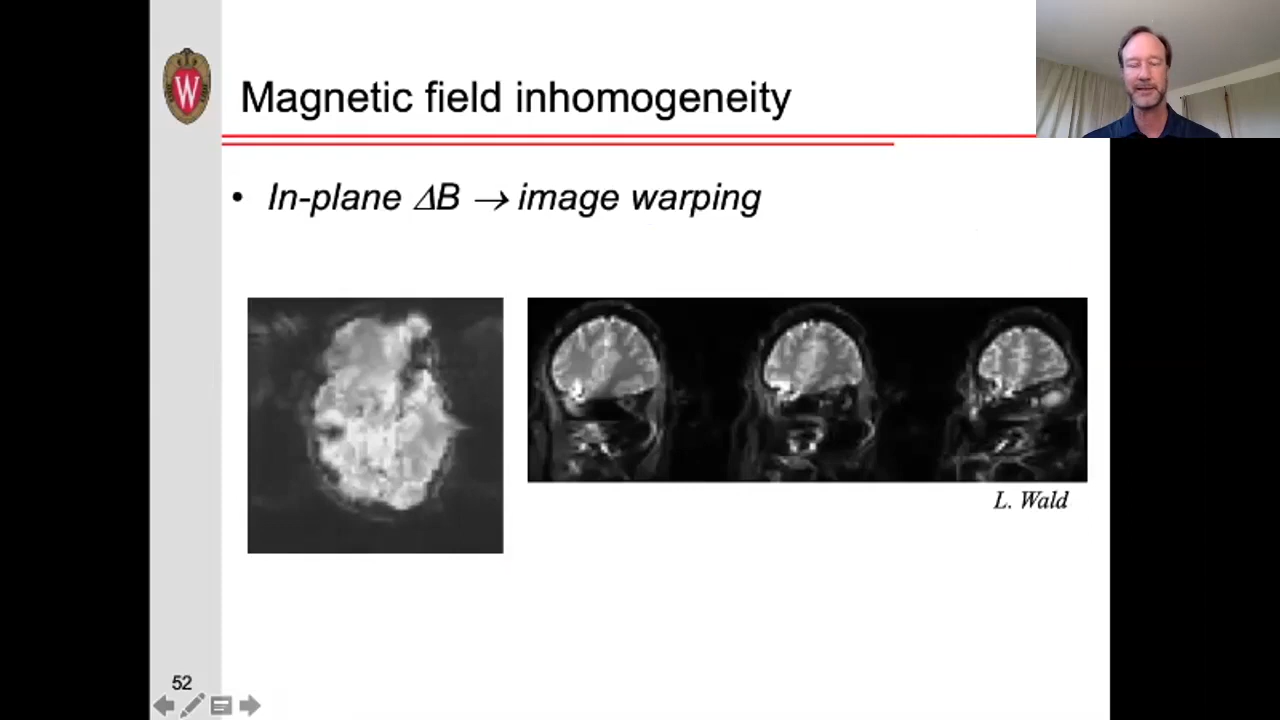 W
Magnetic field inhomogeneity
• In-plane ΔB → image warping
L. Wald
52